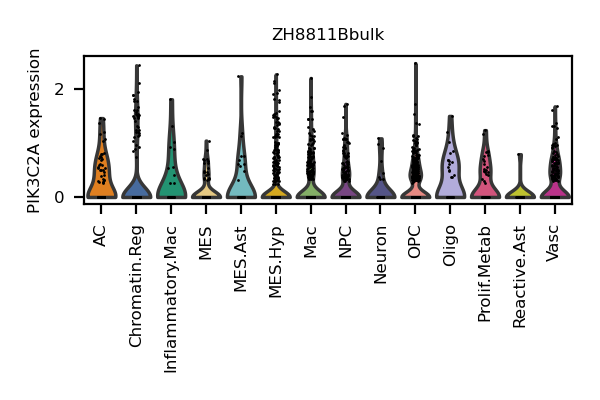 ZH8811Bbulk
PIK3C2A expression
2
0
AC
Chromatin.Reg
Inflammatory.Mac
MES
MES.Ast
MES.Hyp
Mac
NPC
Neuron
OPC
Oligo
Prolif.Metab
Reactive.Ast
Vasc